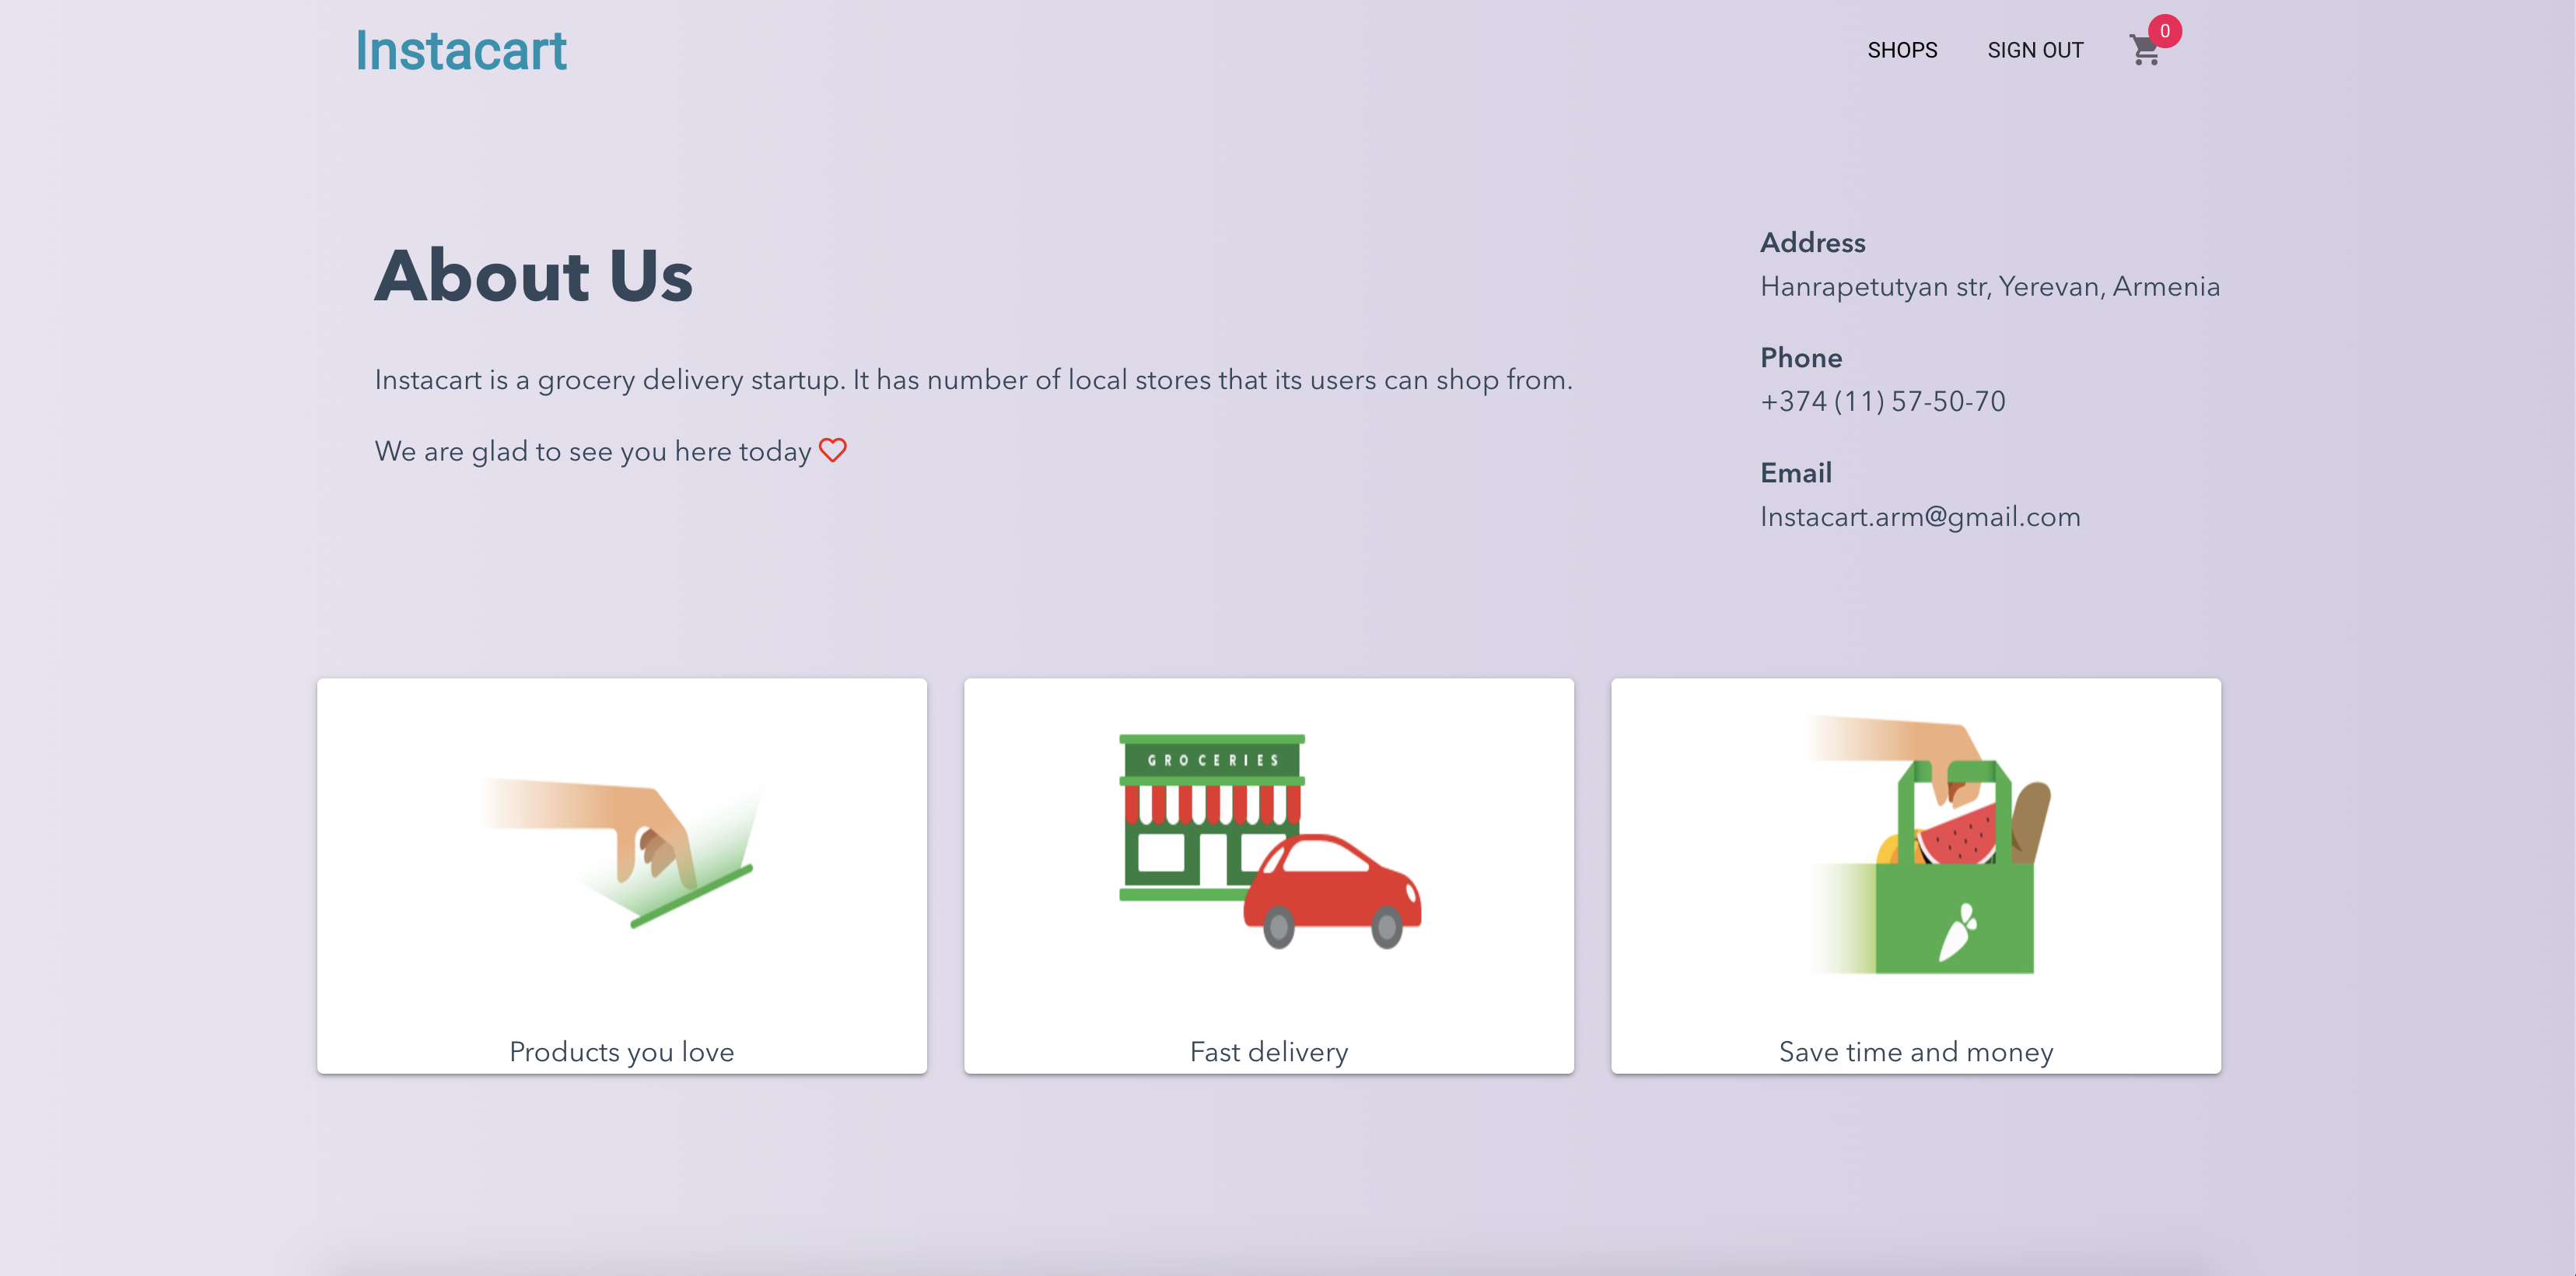 Instacart
SHOPS
SIGN OUT
0
About Us
Instacart is a grocery delivery startup. It has number of local stores that its users can shop from.
We are glad to see you here today
Address
Hanrapetutyan str, Yerevan, Armenia
Phone
+374 (11) 57-50-70
Email
Instacart.arm@gmail.com
GROCERIES
Products you love
Fast delivery
Save time and money